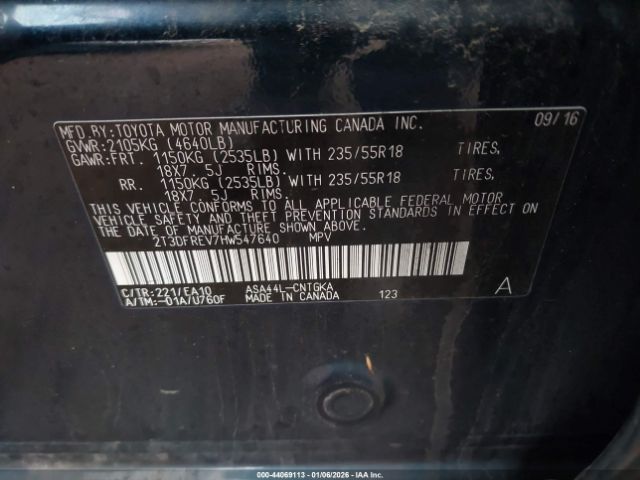 MFD.BY:TOYOTA MOTOR MANUFACTURING CANADA INC. 09/16
GVWR:2105KG (4640LB)
GAWR:FRT. 1150KG (2535LB) WITH 235/55R18 TIRES,
18X7. 5J RIMS.
RR. 1150KG (2535LB) WITH 235/55R18 TIRES,
18X7. 5J RIMS.
THIS VEHICLE CONFORMS TO ALL APPLICABLE FEDERAL MOTOR
VEHICLE SAFETY AND THEFT PREVENTION STANDARDS IN EFFECT ON
THE DATE OF MANUFACTURE SHOWN ABOVE.
2T3DFREV7HW547640 MPV
C/TR:221/EA10 ASA44L-CNTGKA
A/TM:-01A/U760F MADE IN CANADA 123 A
000-44069113 - 01/06/2026 - IAAI.COM